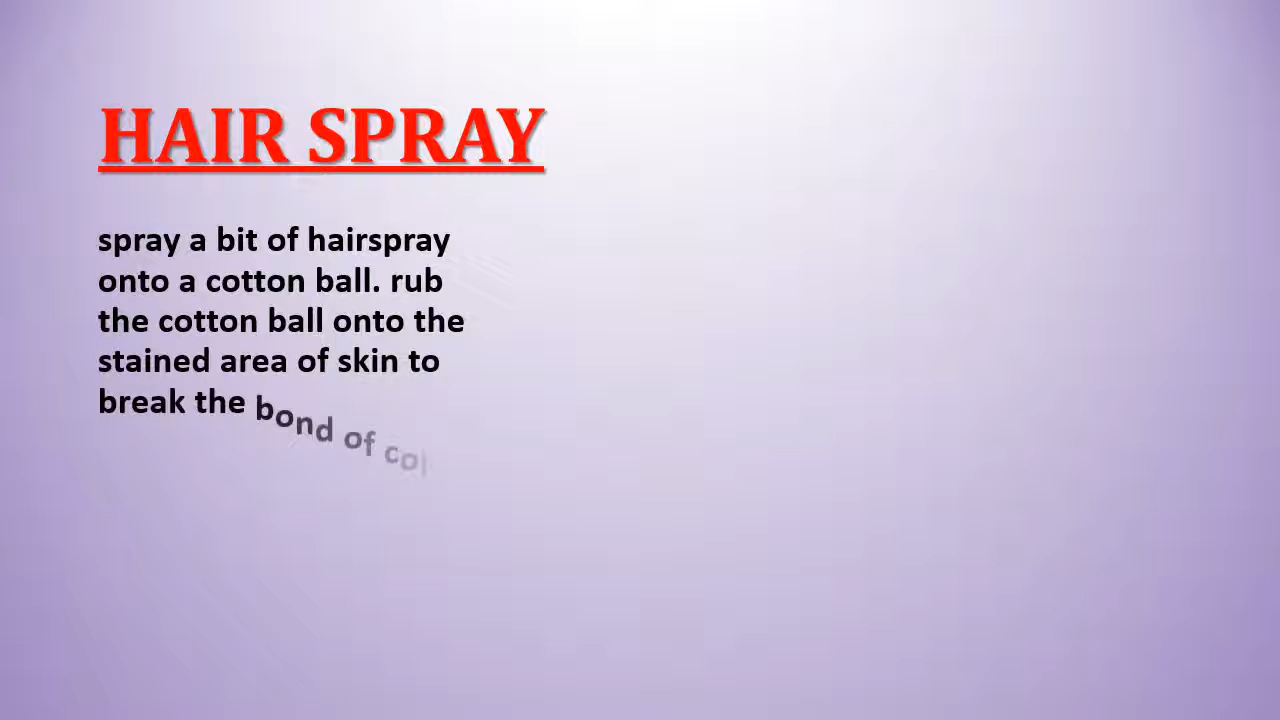 HAIR SPRAY
spray a bit of hairspray
onto a cotton ball. rub
the cotton ball onto the
stained area of skin to
break the bond of